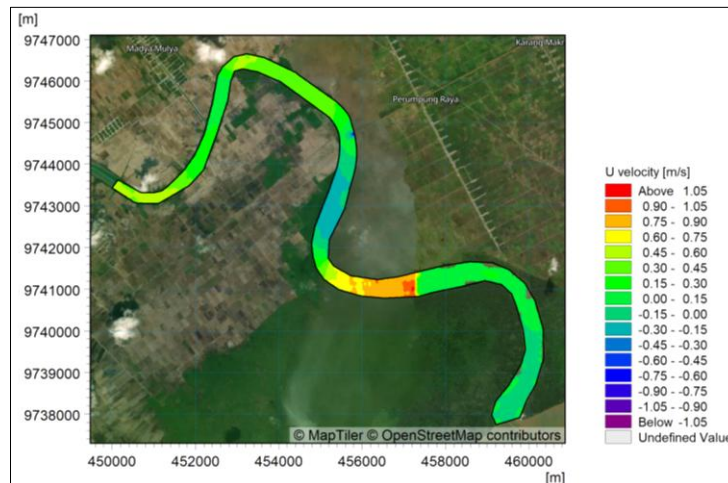 [m]
9747000
9746000
9745000
9744000
9743000
9742000
9741000
9740000
9739000
9738000
Madya Mulya
Karang Maki
Perumpung Raya
© MapTiler © OpenStreetMap contributors
450000 452000 454000 456000 458000 460000
[m]
U velocity [m/s]
Above 1.05
0.90 - 1.05
0.75 - 0.90
0.60 - 0.75
0.45 - 0.60
0.30 - 0.45
0.15 - 0.30
0.00 - 0.15
-0.15 - 0.00
-0.30 - -0.15
-0.45 - -0.30
-0.60 - -0.45
-0.75 - -0.60
-0.90 - -0.75
-1.05 - -0.90
Below -1.05
Undefined Value